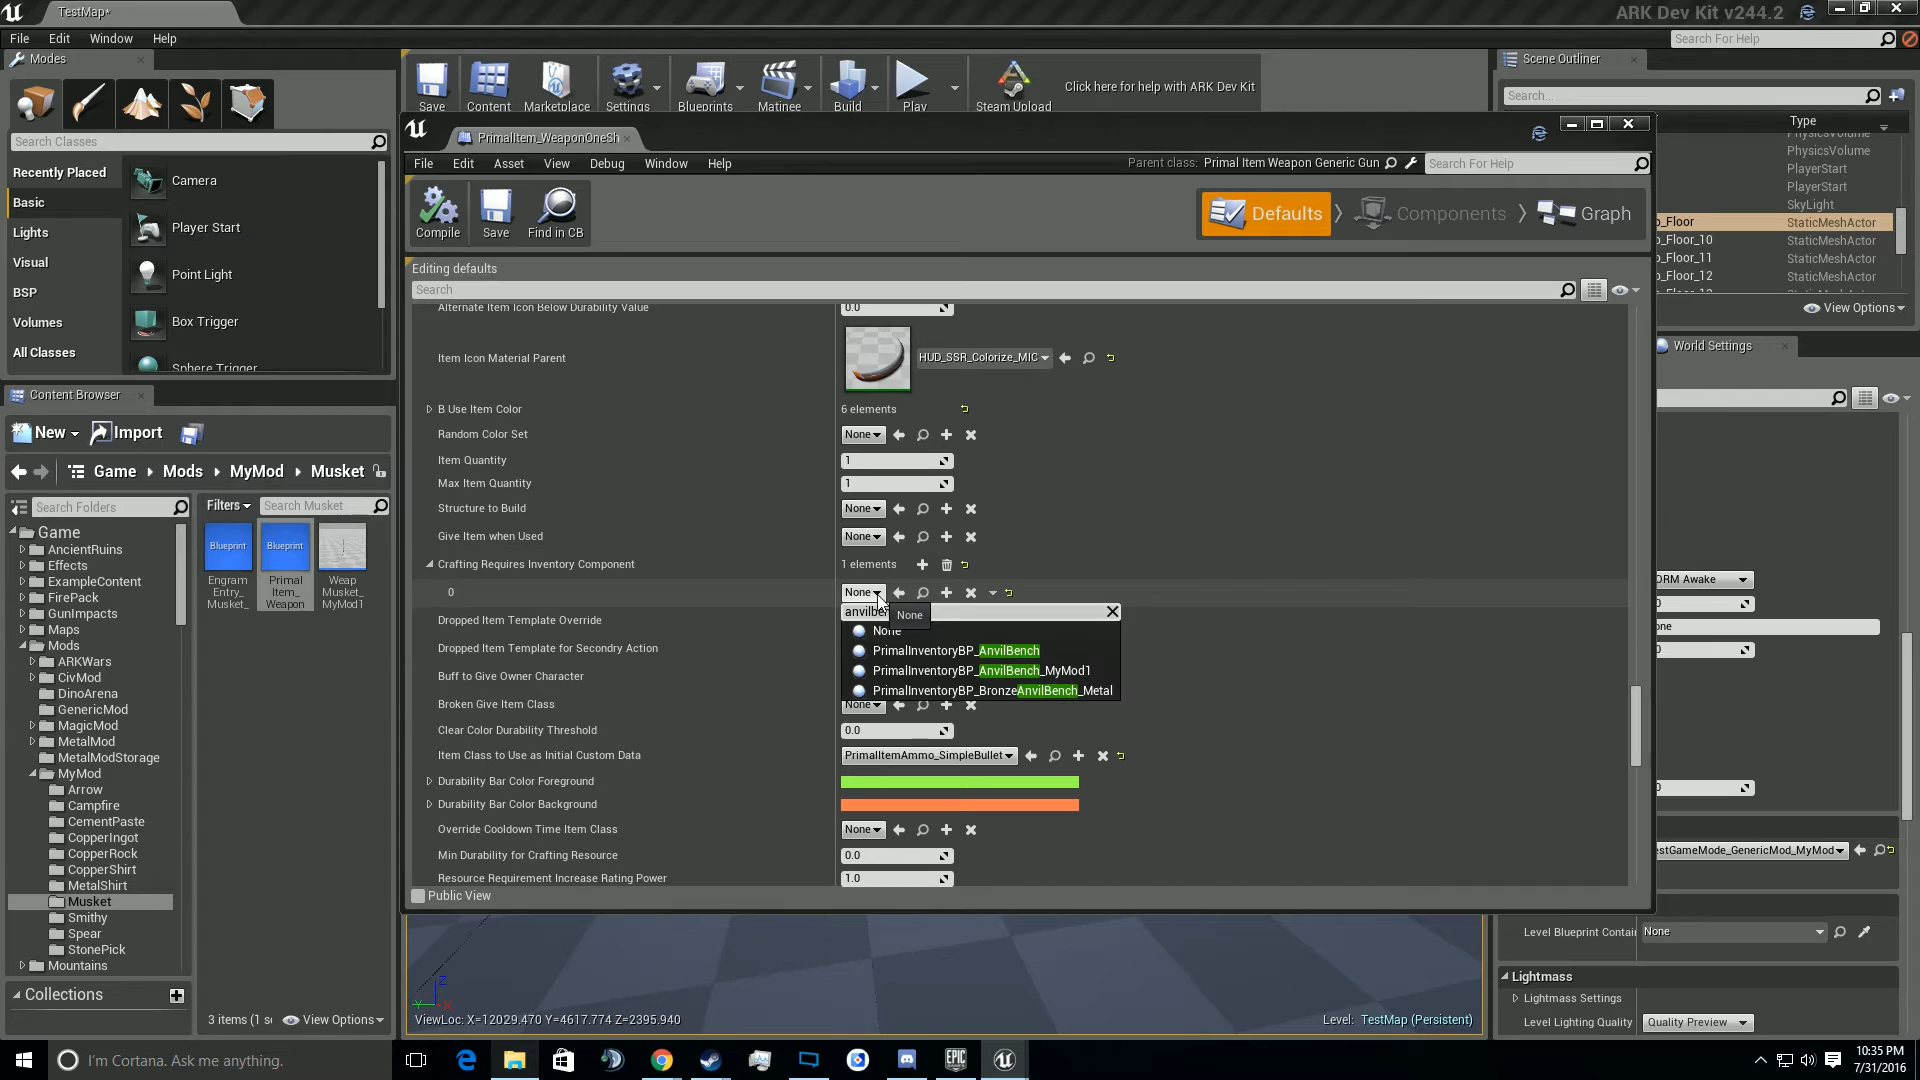 TestMap*
ARK Dev Kit v244.2
File Edit Window Help
Search For Help
Modes
Search Classes
Recently Placed
Basic
Lights
Visual
BSP
Volumes
All Classes
Camera
Player Start
Point Light
Box Trigger
Sphere Trigger
Save
Content
Marketplace
Settings
Blueprints
Matinee
Build
Play
Steam Upload
Click here for help with ARK Dev Kit
Scene Outliner
Search...
Type
PhysicsVolume
PhysicsVolume
PlayerStart
PlayerStart
SkyLight
o_Floor StaticMeshActor
o_Floor_10 StaticMeshActor
o_Floor_11 StaticMeshActor
o_Floor_12 StaticMeshActor
View Options
PrimalItem_WeaponOneSh
File Edit Asset View Window Debug Window Help
Parent class: Primal Item Weapon Generic Gun
Search For Help
Compile
Save
Find in CB
Defaults
Components
Graph
Editing defaults
Search
Alternate Item Icon Below Durability Value 0.0
Item Icon Material Parent HUD_SSR_Colorize_MIC
B Use Item Color 6 elements
Random Color Set None
Item Quantity 1
Max Item Quantity 1
Structure to Build None
Give Item when Used None
Crafting Requires Inventory Component 1 elements
0 None
anvilben
None
None
PrimalInventoryBP_AnvilBench
PrimalInventoryBP_AnvilBench_MyMod1
PrimalInventoryBP_BronzeAnvilBench_Metal
Dropped Item Template Override
Dropped Item Template for Secondry Action
Buff to Give Owner Character
Broken Give Item Class None
Clear Color Durability Threshold 0.0
Item Class to Use as Initial Custom Data PrimalItemAmmo_SimpleBullet
Durability Bar Color Foreground
Durability Bar Color Background
Override Cooldown Time Item Class None
Min Durability for Crafting Resource 0.0
Resource Requirement Increase Rating Power 1.0
Public View
Content Browser
New
Import
Game Mods MyMod Musket
Search Folders
Filters
Search Musket
Game
AncientRuins
Effects
ExampleContent
FirePack
GunImpacts
Maps
Mods
ARKWars
CivMod
DinoArena
GenericMod
MagicMod
MetalMod
MetalModStorage
MyMod
Arrow
Campfire
CementPaste
CopperIngot
CopperRock
CopperShirt
MetalShirt
Musket
Smithy
Spear
StonePick
Mountains
Collections
Blueprint
Engram
Entry_
Musket_
Blueprint
Primal
Item_
Weapon
Weap
Musket_
MyMod1
3 items (1 s
View Options
World Settings
ORM Awake
one
estGameMode_GenericMod_MyMod
Level Blueprint Contai None
Lightmass
Lightmass Settings
Level Lighting Quality Quality Preview
ViewLoc: X=12029.470 Y=4617.774 Z=2395.940
Level: TestMap (Persistent)
I'm Cortana. Ask me anything.
10:35 PM
7/31/2016